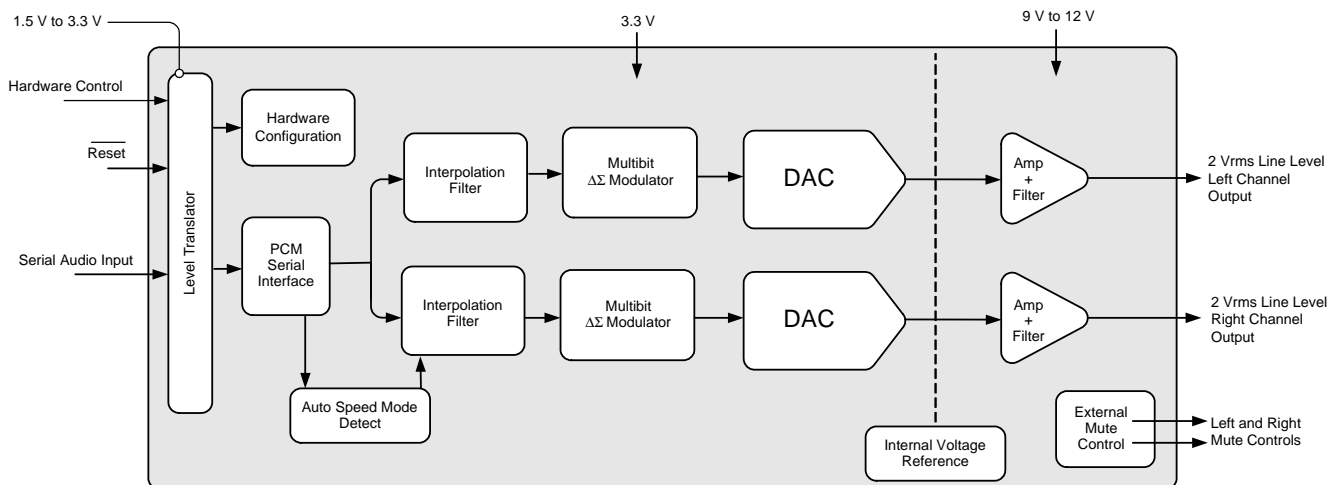 1.5 V to 3.3 V
3.3 V
9 V to 12 V
Hardware Control
Reset
Serial Audio Input
Level Translator
Hardware
Configuration
PCM
Serial
Interface
Auto Speed Mode
Detect
Interpolation
Filter
Multibit
ΔΣ Modulator
DAC
Amp
+
Filter
2 Vrms Line Level
Left Channel
Output
Interpolation
Filter
Multibit
ΔΣ Modulator
DAC
Amp
+
Filter
2 Vrms Line Level
Right Channel
Output
Internal Voltage
Reference
External
Mute
Control
Left and Right
Mute Controls